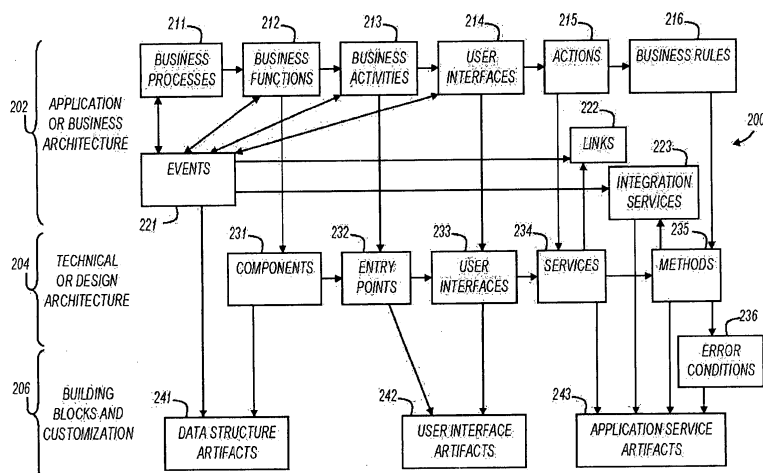 211
212
213
214
215
216
BUSINESS
PROCESSES
BUSINESS
FUNCTIONS
BUSINESS
ACTIVITIES
USER
INTERFACES
ACTIONS
BUSINESS RULES
202
APPLICATION
OR BUSINESS
ARCHITECTURE
222
LINKS
200
EVENTS
223
INTEGRATION
SERVICES
221
231
232
233
234
235
204
TECHNICAL
OR DESIGN
ARCHITECTURE
COMPONENTS
ENTRY
POINTS
USER
INTERFACES
SERVICES
METHODS
236
ERROR
CONDITIONS
206
BUILDING
BLOCKS AND
CUSTOMIZATION
241
DATA STRUCTURE
ARTIFACTS
242
USER INTERFACE
ARTIFACTS
243
APPLICATION SERVICE
ARTIFACTS